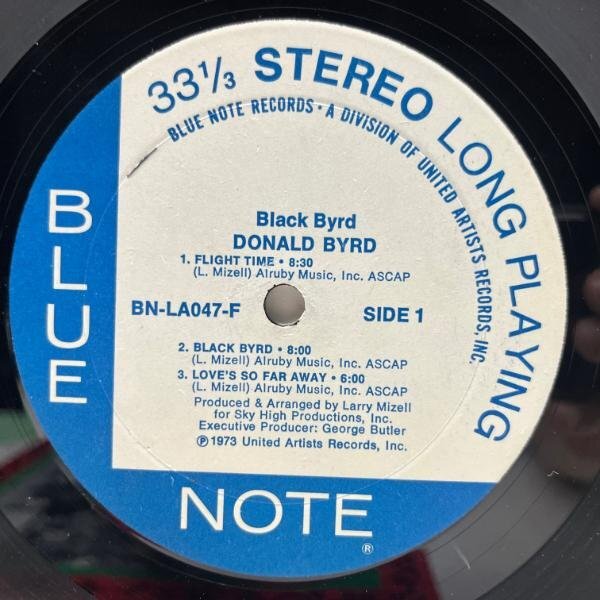 33⅓ STEREO LONG PLAYING
BLUE NOTE RECORDS • A DIVISION OF UNITED ARTISTS RECORDS, INC.
BLUE
NOTE
®
Black Byrd
DONALD BYRD
1. FLIGHT TIME • 8:30
(L. Mizell) Alruby Music, Inc. ASCAP
BN-LA047-F SIDE 1
2. BLACK BYRD • 8:00
(L. Mizell) Alruby Music, Inc. ASCAP
3. LOVE'S SO FAR AWAY • 6:00
(L. Mizell) Alruby Music, Inc. ASCAP
Produced & Arranged by Larry Mizell
for Sky High Productions, Inc.
Executive Producer: George Butler
℗ 1973 United Artists Records, Inc.